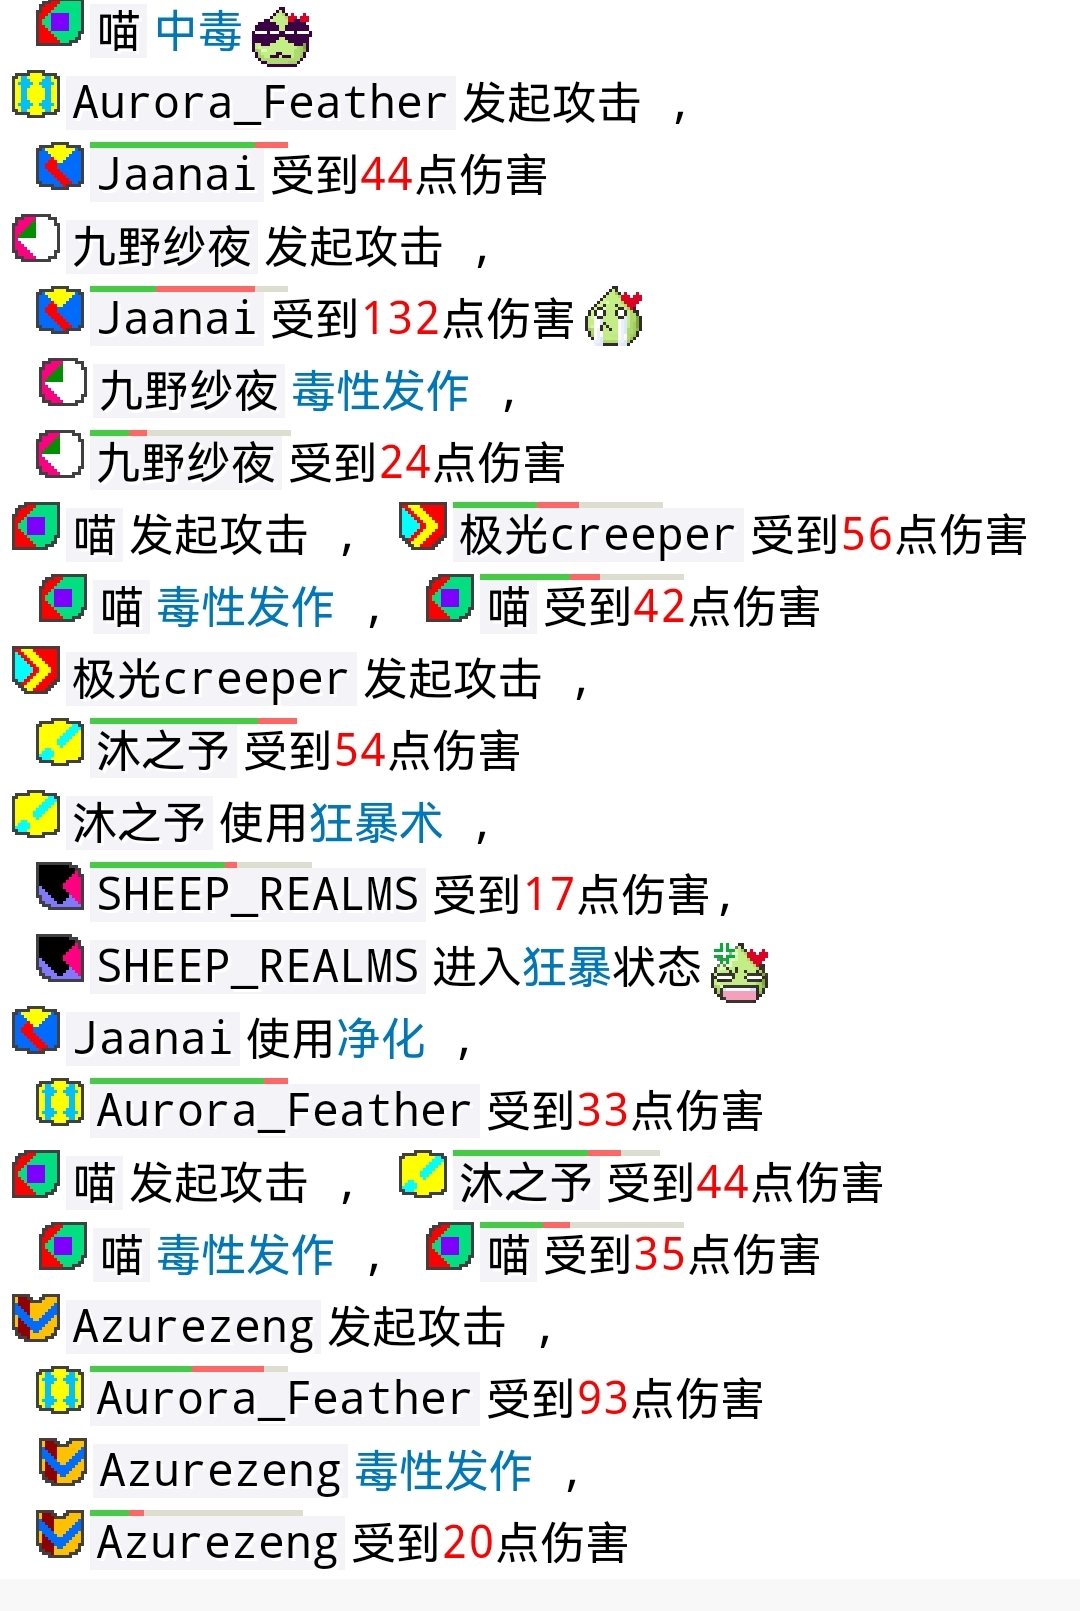 喵 中毒
Aurora_Feather 发起攻击 ,
Jaanai 受到44点伤害
九野纱夜 发起攻击 ,
Jaanai 受到132点伤害
九野纱夜 毒性发作 ,
九野纱夜 受到24点伤害
喵 发起攻击 , 极光creeper 受到56点伤害
喵 毒性发作 , 喵 受到42点伤害
极光creeper 发起攻击 ,
沐之予 受到54点伤害
沐之予 使用狂暴术 ,
SHEEP_REALMS 受到17点伤害,
SHEEP_REALMS 进入狂暴状态
Jaanai 使用净化 ,
Aurora_Feather 受到33点伤害
喵 发起攻击 , 沐之予 受到44点伤害
喵 毒性发作 , 喵 受到35点伤害
Azurezeng 发起攻击 ,
Aurora_Feather 受到93点伤害
Azurezeng 毒性发作 ,
Azurezeng 受到20点伤害